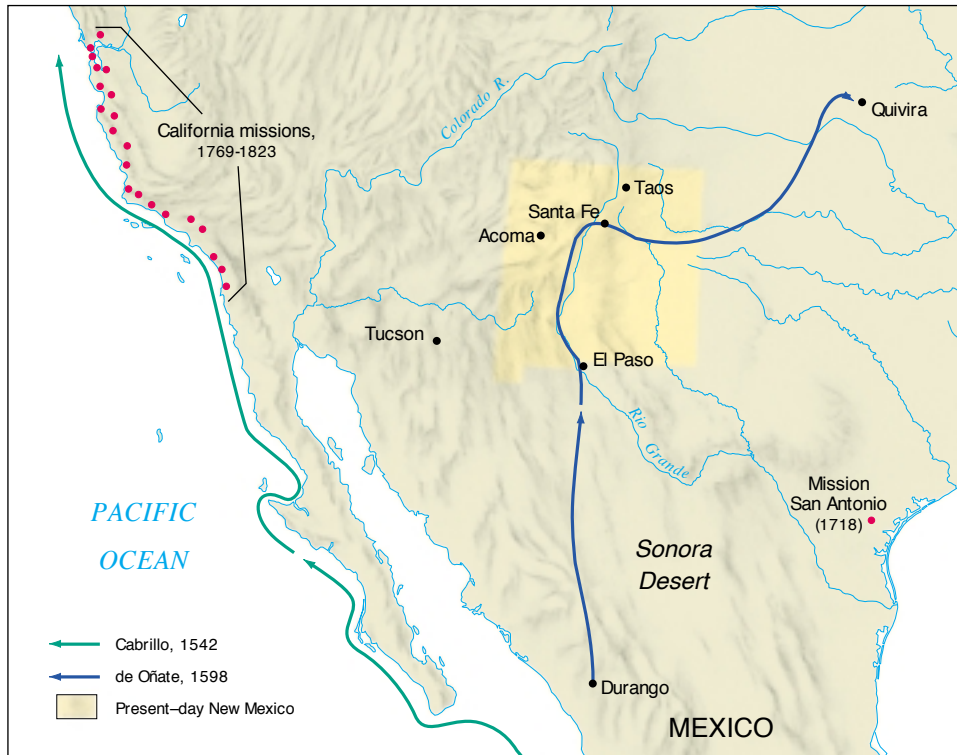 California missions,
1769-1823
Colorado R.
Quivira
Taos
Santa Fe
Acoma
Tucson
El Paso
Rio Grande
Mission
San Antonio
(1718)
PACIFIC
OCEAN
Sonora
Desert
Durango
MEXICO
Cabrillo, 1542
de Oñate, 1598
Present–day New Mexico